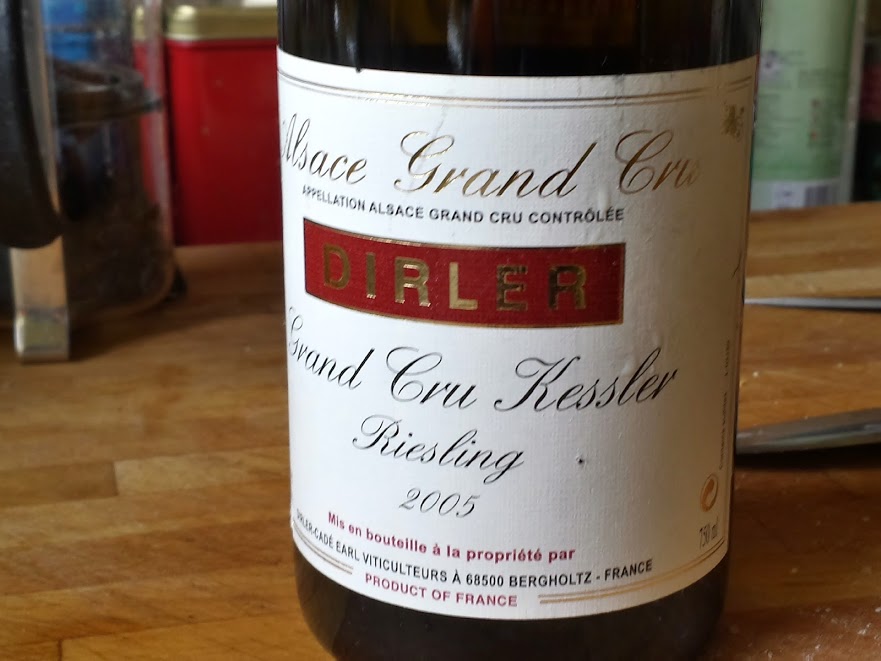 Alsace Grand Cru
APPELLATION ALSACE GRAND CRU CONTRÔLÉE
DIRLER
Grand Cru Kessler
Riesling
2005
Mis en bouteille à la propriété par
DIRLER-CADÉ EARL VITICULTEURS À 68500 BERGHOLTZ - FRANCE
PRODUCT OF FRANCE
750 ml